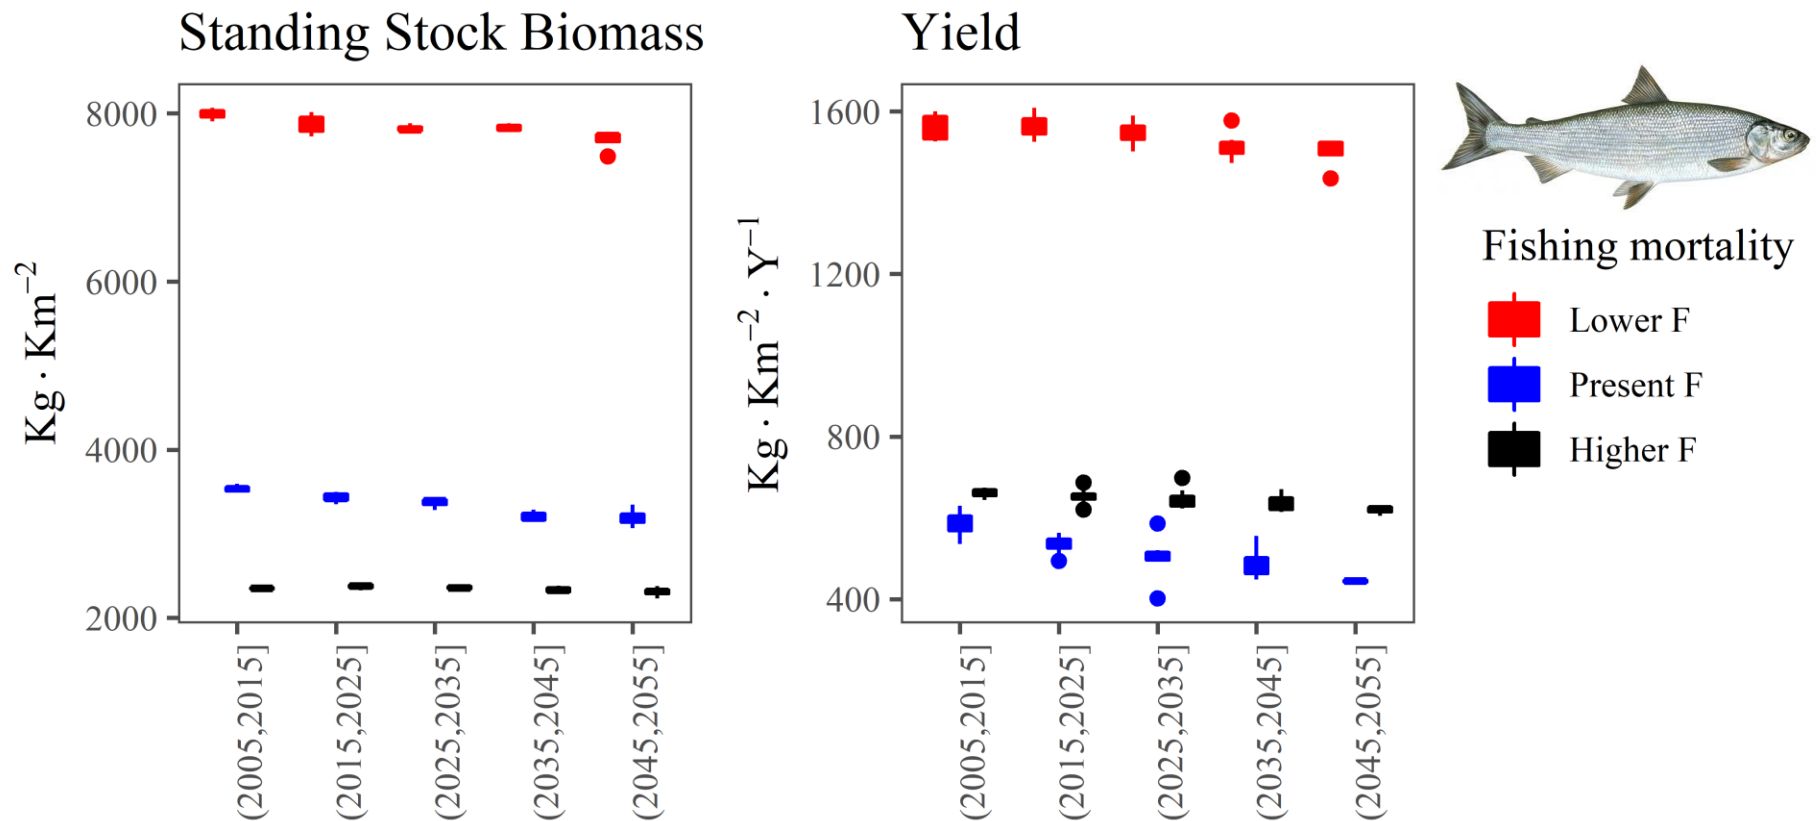 Standing Stock Biomass
Kg · Km⁻²
8000
6000
4000
2000
(2005,2015]
(2015,2025]
(2025,2035]
(2035,2045]
(2045,2055]
Yield
Kg · Km⁻² · Y⁻¹
1600
1200
800
400
(2005,2015]
(2015,2025]
(2025,2035]
(2035,2045]
(2045,2055]
Fishing mortality
Lower F
Present F
Higher F